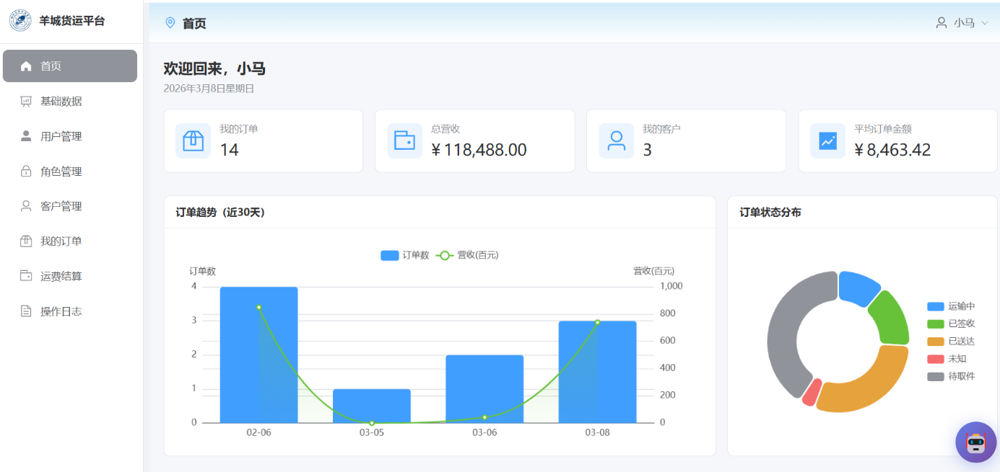 羊城货运平台
首页
基础数据
用户管理
角色管理
客户管理
我的订单
运费结算
操作日志
首页
小马
欢迎回来，小马
2026年3月8日星期日
我的订单
14
总营收
¥ 118,488.00
我的客户
3
平均订单金额
¥ 8,463.42
订单趋势（近30天）
订单数 营收(百元)
订单数 营收(百元)
4 1,000
800
3
600
2
400
1
200
0 0
02-06 03-05 03-06 03-08
订单状态分布
运输中
已签收
已送达
未知
待取件